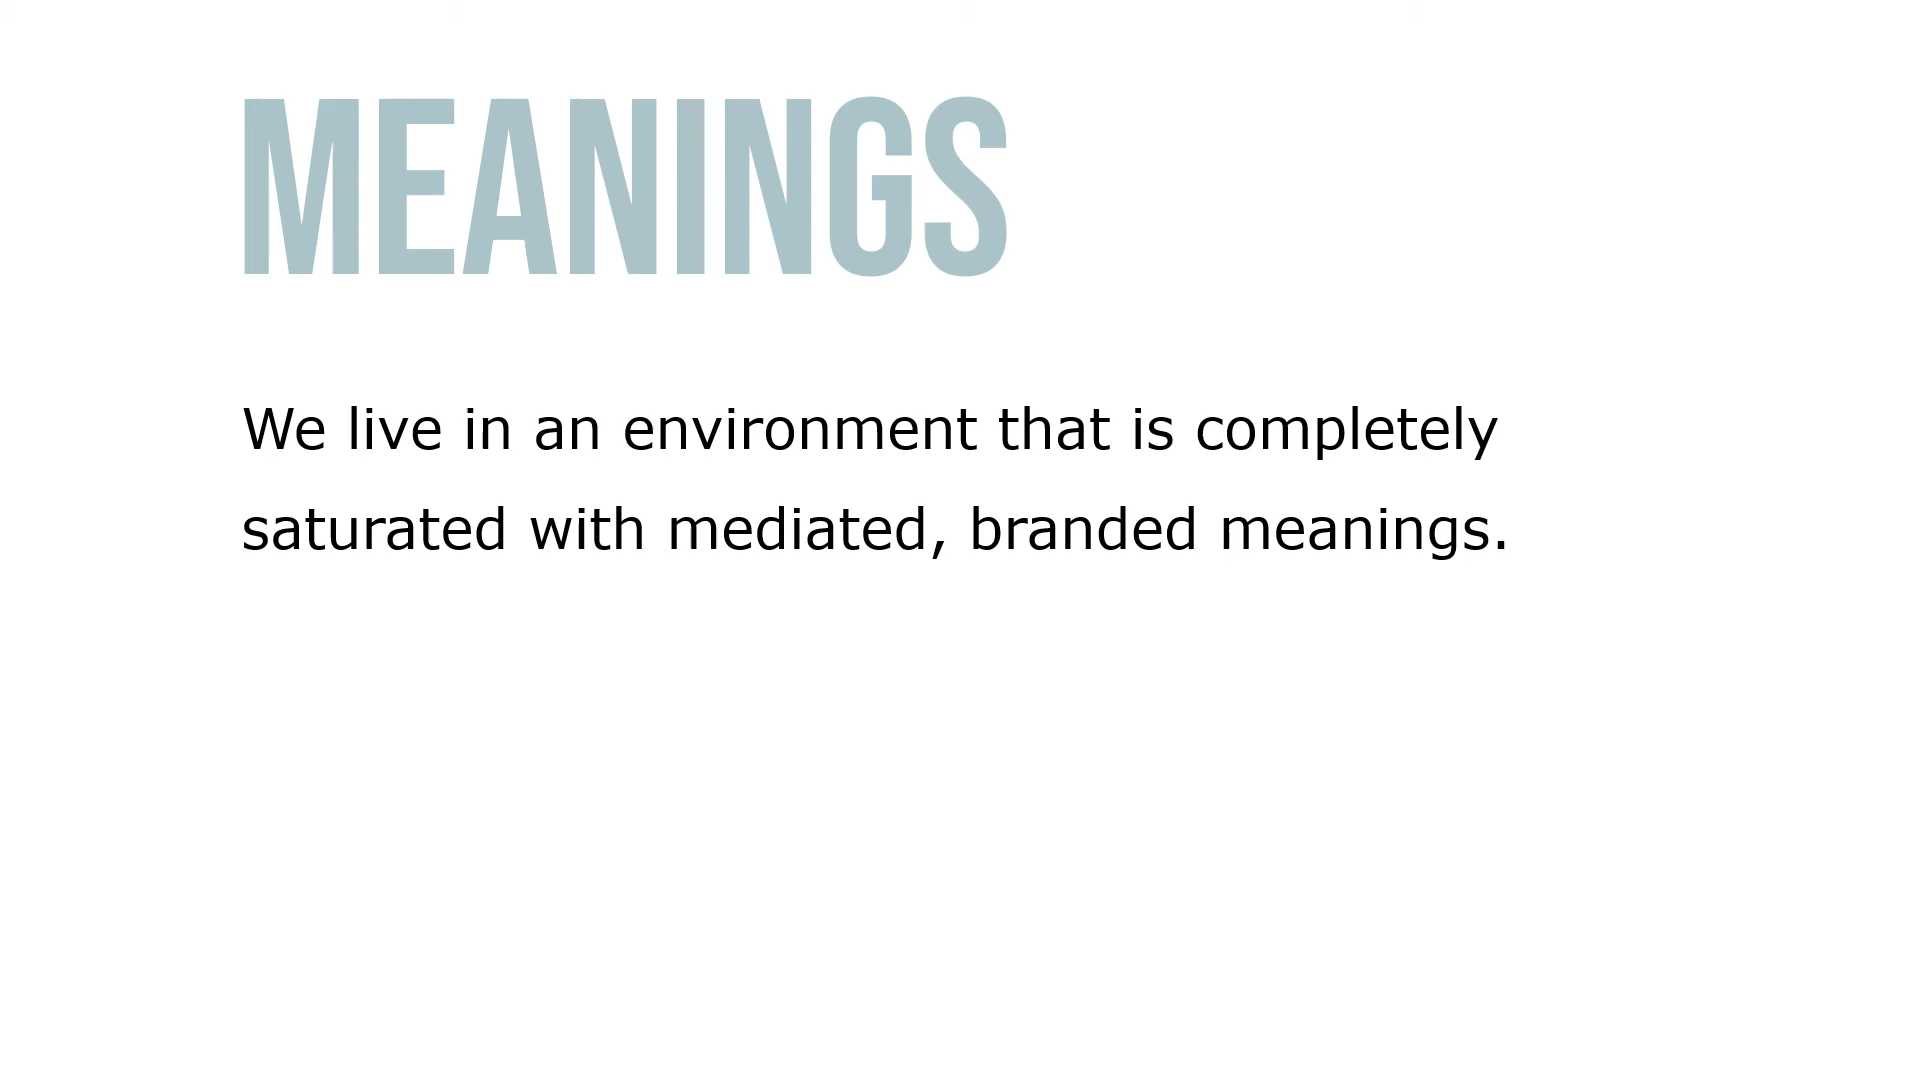 MEANINGS
We live in an environment that is completely
saturated with mediated, branded meanings.